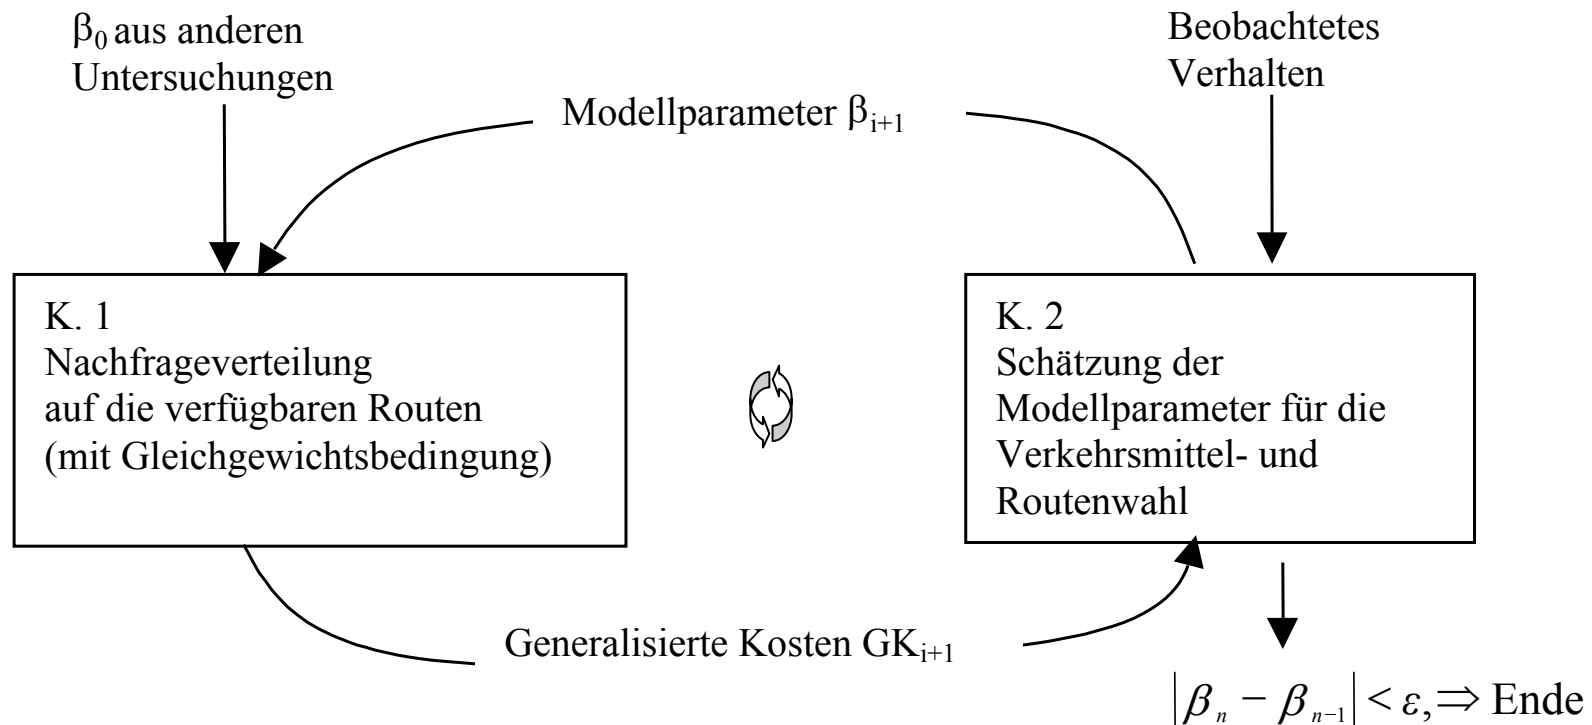 β₀ aus anderen
Untersuchungen
Beobachtetes
Verhalten
Modellparameter βᵢ₊₁
K. 1
Nachfrageverteilung
auf die verfügbaren Routen
(mit Gleichgewichtsbedingung)
K. 2
Schätzung der
Modellparameter für die
Verkehrsmittel- und
Routenwahl
Generalisierte Kosten GKᵢ₊₁
|βₙ − βₙ₋₁| < ε, ⇒ Ende